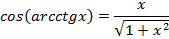 cos(arcctgx) = x / √(1 + x²)